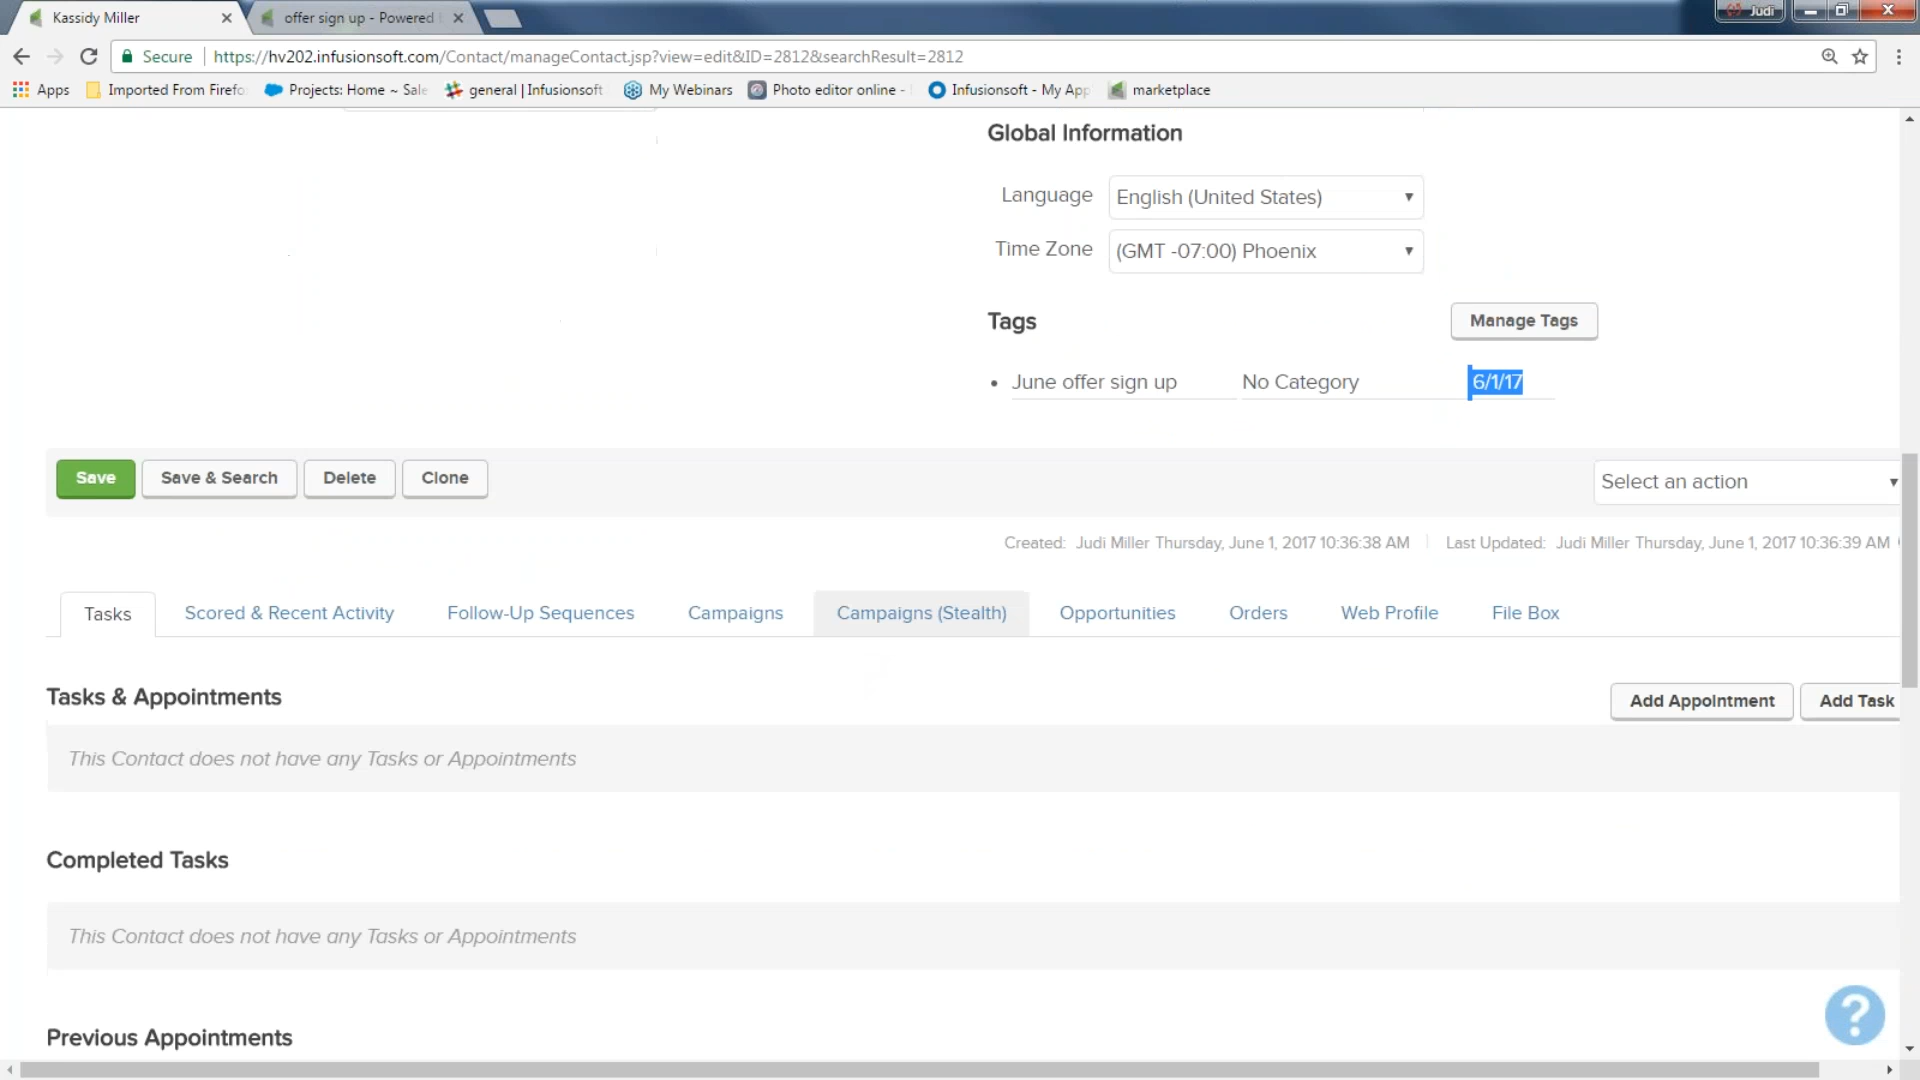 Kassidy Miller
offer sign up - Powered
Judi
Secure
https://hv202.infusionsoft.com/Contact/manageContact.jsp?view=edit&ID=2812&searchResult=2812
Apps
Imported From Firefo
Projects: Home ~ Sale
general | Infusionsoft
My Webinars
Photo editor online -
Infusionsoft - My App
marketplace
Global Information
Language
English (United States)
Time Zone
(GMT -07:00) Phoenix
Tags
Manage Tags
• June offer sign up No Category 6/1/17
Save
Save & Search
Delete
Clone
Select an action
Created: Judi Miller Thursday, June 1, 2017 10:36:38 AM
Last Updated: Judi Miller Thursday, June 1, 2017 10:36:39 AM
Tasks
Scored & Recent Activity
Follow-Up Sequences
Campaigns
Campaigns (Stealth)
Opportunities
Orders
Web Profile
File Box
Tasks & Appointments
Add Appointment
Add Task
This Contact does not have any Tasks or Appointments
Completed Tasks
This Contact does not have any Tasks or Appointments
Previous Appointments
?